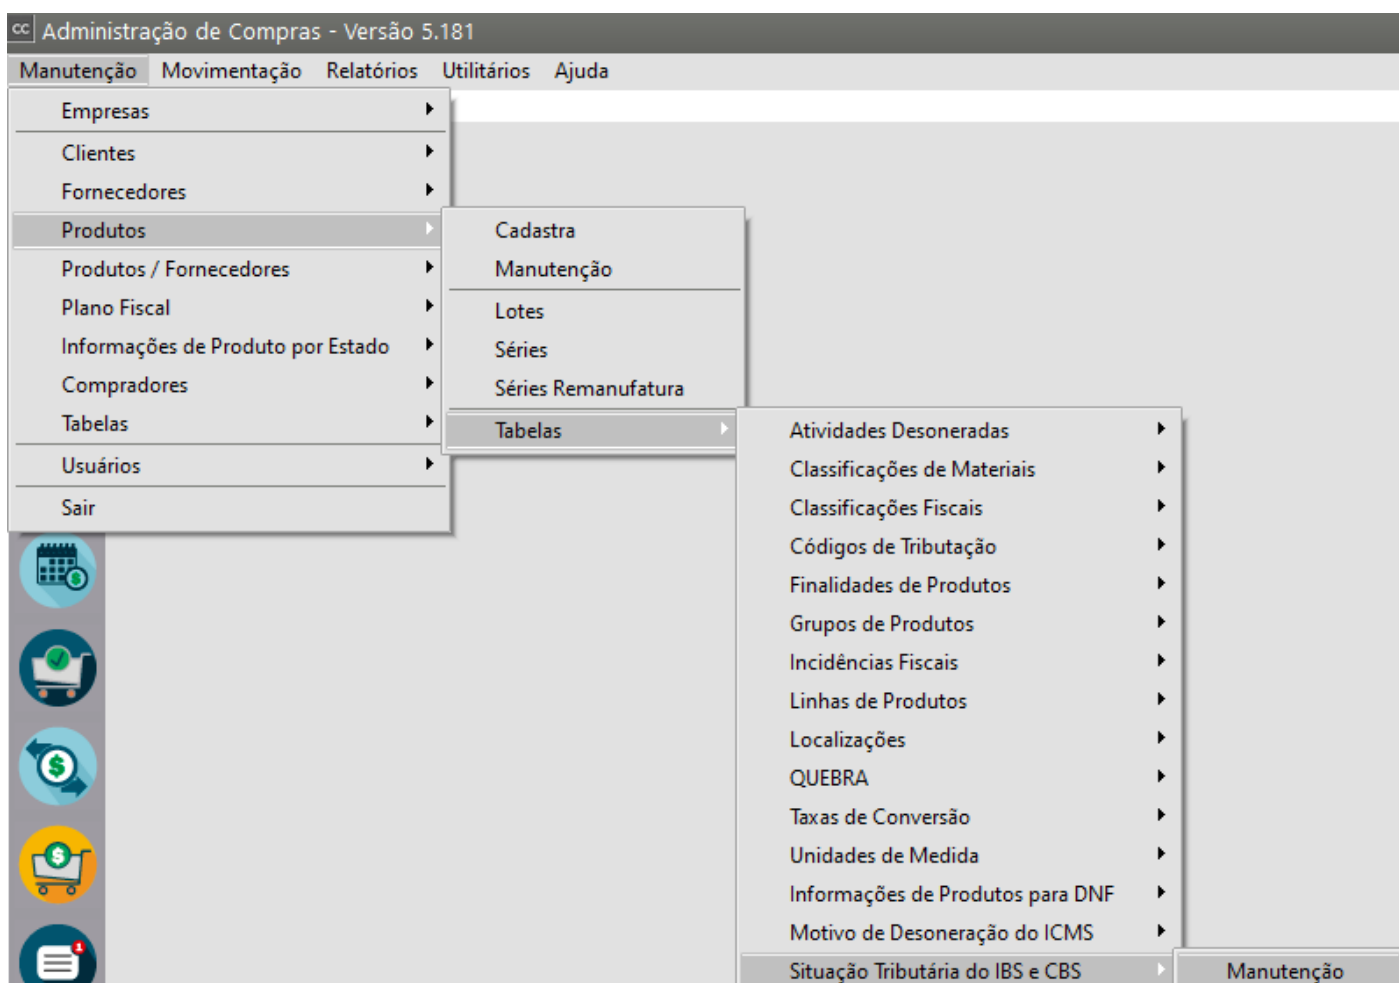 cc Administração de Compras - Versão 5.181
Manutenção Movimentação Relatórios Utilitários Ajuda
Empresas
Clientes
Fornecedores
Produtos
Produtos / Fornecedores
Plano Fiscal
Informações de Produto por Estado
Compradores
Tabelas
Usuários
Sair
Cadastra
Manutenção
Lotes
Séries
Séries Remanufatura
Tabelas
Atividades Desoneradas
Classificações de Materiais
Classificações Fiscais
Códigos de Tributação
Finalidades de Produtos
Grupos de Produtos
Incidências Fiscais
Linhas de Produtos
Localizações
QUEBRA
Taxas de Conversão
Unidades de Medida
Informações de Produtos para DNF
Motivo de Desoneração do ICMS
Situação Tributária do IBS e CBS
Manutenção
$
$
$
1